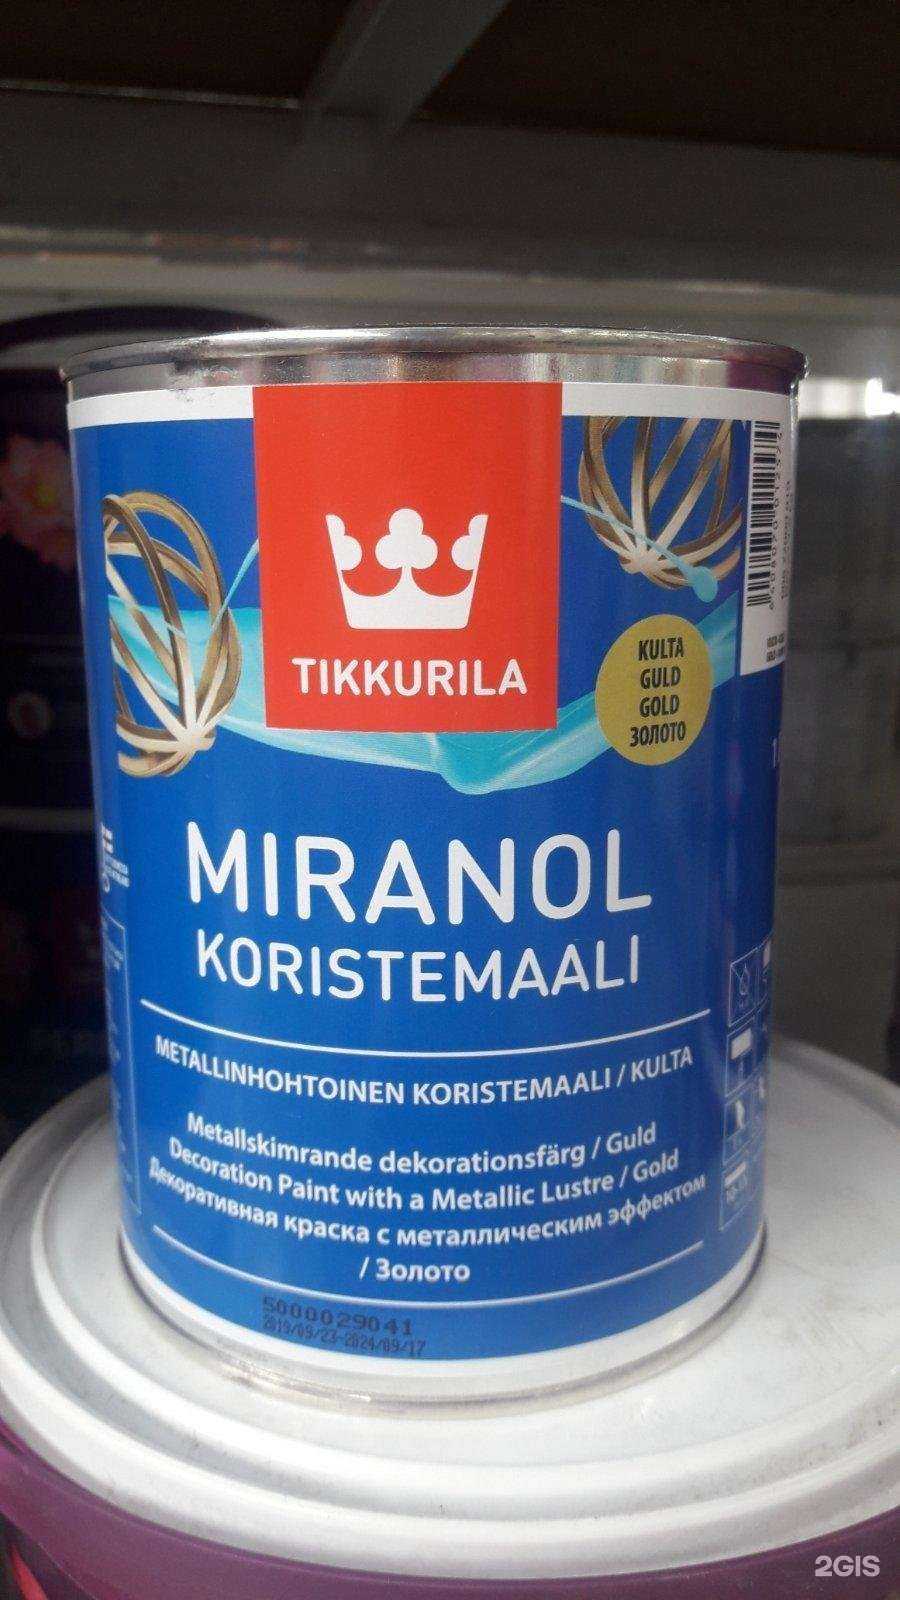 TIKKURILA
KULTA
GULD
GOLD
ЗОЛОТО
MIRANOL
KORISTEMAALI
METALLINHOHTOINEN KORISTEMAALI / KULTA
Metallskimrande dekorationsfärg / Guld
Decoration Paint with a Metallic Lustre / Gold
Декоративная краска с металлическим эффектом
/ Золото
5000029041
2019/09/23-2024/09/17
2GIS